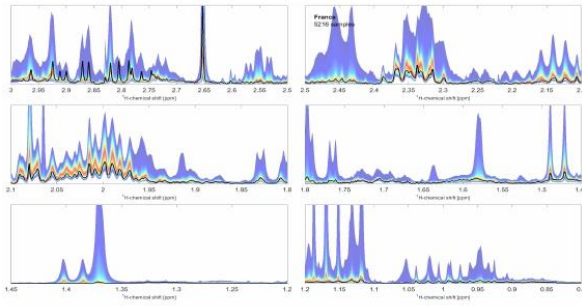 France
5216 samples
3 2.95 2.9 2.85 2.8 2.75 2.7 2.65 2.6 2.55 2.5
¹H-chemical shift [ppm]
2.5 2.45 2.4 2.35 2.3 2.25 2.2 2.15 2.1
¹H-chemical shift [ppm]
2.1 2.05 2 1.95 1.9 1.85 1.8
¹H-chemical shift [ppm]
1.8 1.75 1.7 1.65 1.6 1.55 1.5
¹H-chemical shift [ppm]
1.45 1.4 1.35 1.3 1.25 1.2
¹H-chemical shift [ppm]
1.2 1.15 1.1 1.05 1 0.95 0.9 0.85
¹H-chemical shift [ppm]